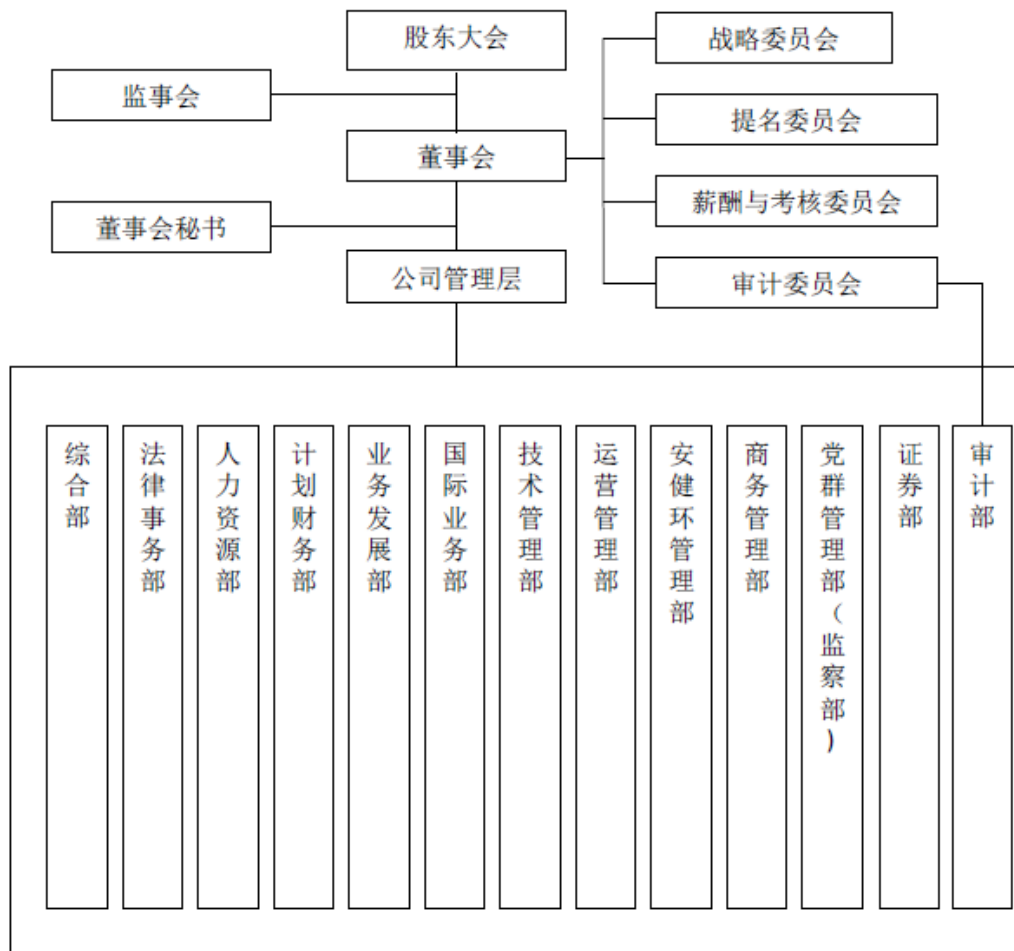 股东大会
战略委员会
监事会
提名委员会
董事会
薪酬与考核委员会
董事会秘书
公司管理层
审计委员会
综合部
法律事务部
人力资源部
计划财务部
业务发展部
国际业务部
技术管理部
运营管理部
安健环管理部
商务管理部
党群管理部（监察部)
证券部
审计部